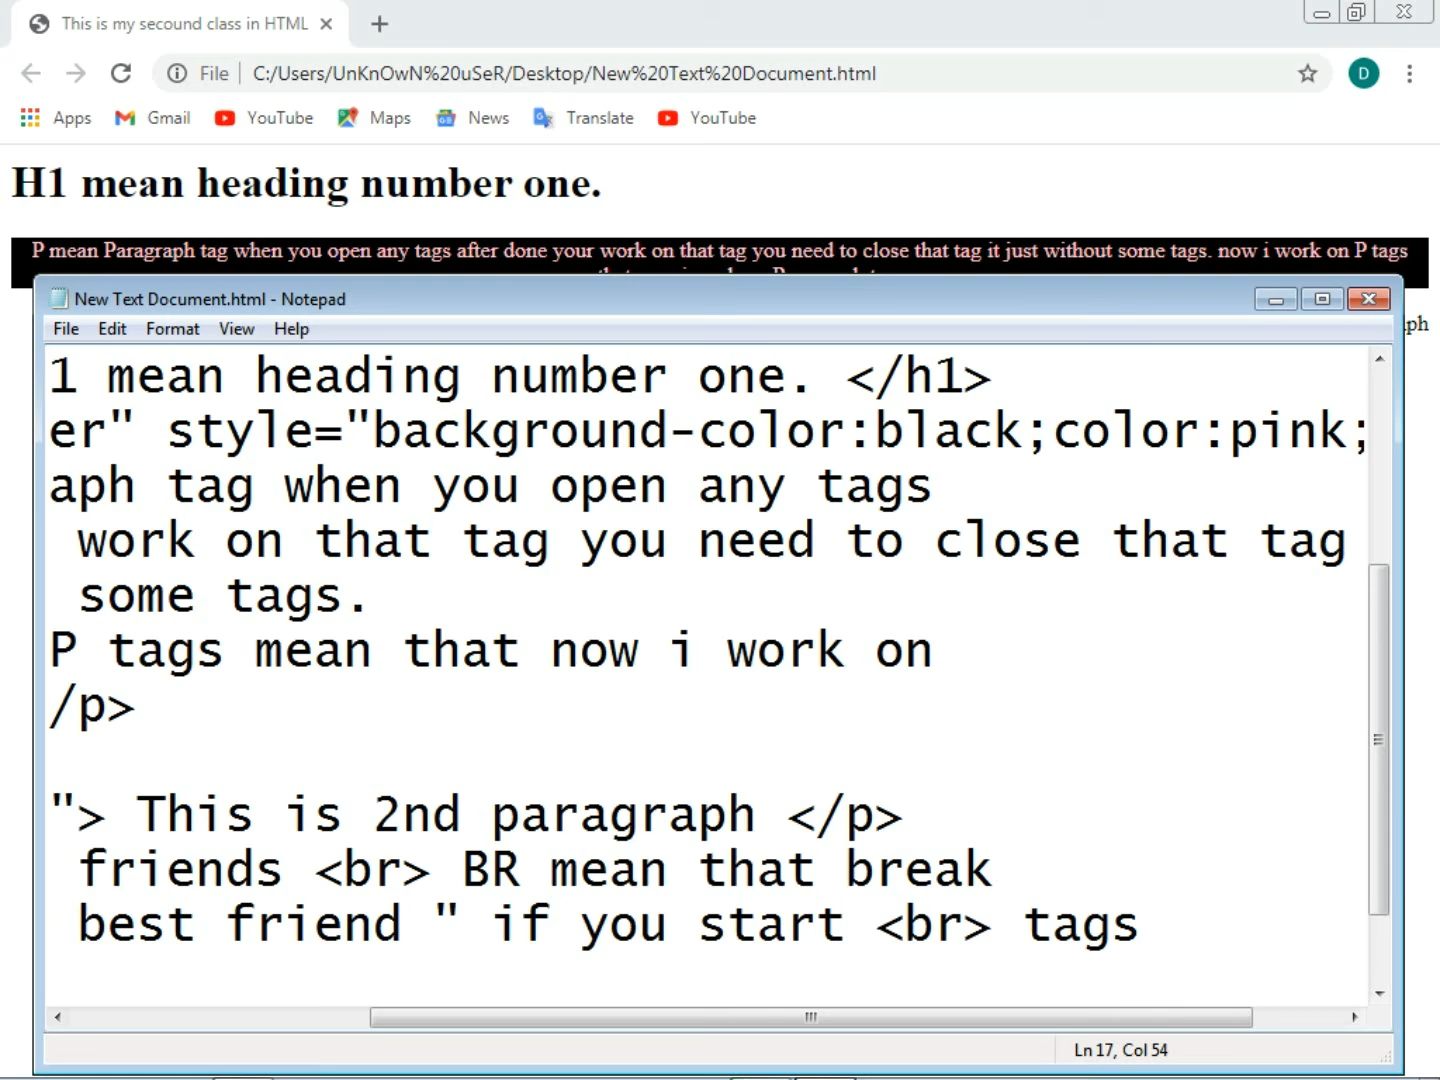 This is my secound class in HTML
File C:/Users/UnKnOwN%20uSeR/Desktop/New%20Text%20Document.html D
Apps Gmail YouTube Maps News Translate YouTube
H1 mean heading number one.
P mean Paragraph tag when you open any tags after done your work on that tag you need to close that tag it just without some tags. now i work on P tags
ph
New Text Document.html - Notepad
File Edit Format View Help
1 mean heading number one. </h1>
er" style="background-color:black;color:pink;
aph tag when you open any tags
work on that tag you need to close that tag
some tags.
P tags mean that now i work on
/p>
"> This is 2nd paragraph </p>
friends <br> BR mean that break
best friend " if you start <br> tags
Ln 17, Col 54